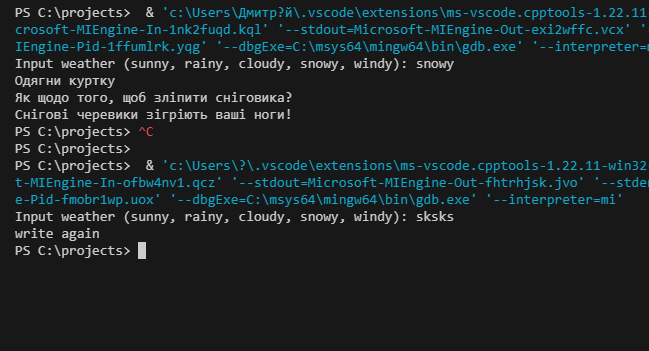 PS C:\projects>  & 'c:\Users\Дмитр?й\.vscode\extensions\ms-vscode.cpptools-1.22.11
crosoft-MIEngine-In-1nk2fuqd.kql' '--stdout=Microsoft-MIEngine-Out-exi2wffc.vcx' '
IEngine-Pid-1ffumlrk.yqg' '--dbgExe=C:\msys64\mingw64\bin\gdb.exe' '--interpreter=m
Input weather (sunny, rainy, cloudy, snowy, windy): snowy
Одягни куртку
Як щодо того, щоб зліпити сніговика?
Снігові черевики зігріють ваші ноги!
PS C:\projects> ^C
PS C:\projects>
PS C:\projects>  & 'c:\Users\?\.vscode\extensions\ms-vscode.cpptools-1.22.11-win32
t-MIEngine-In-ofbw4nv1.qcz' '--stdout=Microsoft-MIEngine-Out-fhtrhjsk.jvo' '--stde
e-Pid-fmobr1wp.uox' '--dbgExe=C:\msys64\mingw64\bin\gdb.exe' '--interpreter=mi'
Input weather (sunny, rainy, cloudy, snowy, windy): sksks
write again
PS C:\projects>